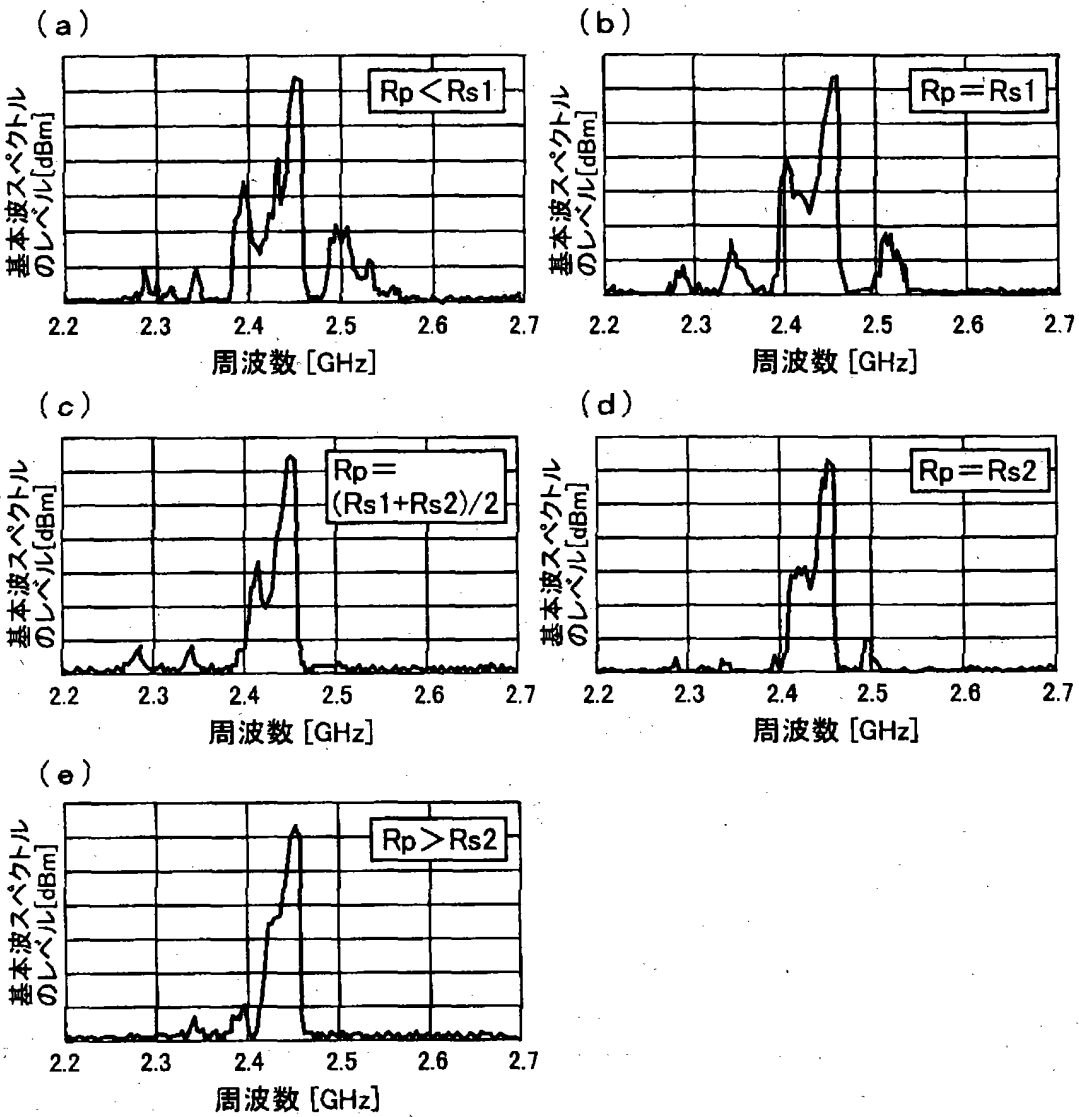 (a)
基本波スペクトル
のレベル[dBm]
Rp<Rs1
2.2 2.3 2.4 2.5 2.6 2.7
周波数 [GHz]
(b)
基本波スペクトル
のレベル[dBm]
Rp=Rs1
2.2 2.3 2.4 2.5 2.6 2.7
周波数 [GHz]
(c)
基本波スペクトル
のレベル[dBm]
Rp=
(Rs1+Rs2)/2
2.2 2.3 2.4 2.5 2.6 2.7
周波数 [GHz]
(d)
基本波スペクトル
のレベル[dBm]
Rp=Rs2
2.2 2.3 2.4 2.5 2.6 2.7
周波数 [GHz]
(e)
基本波スペクトル
のレベル[dBm]
Rp>Rs2
2.2 2.3 2.4 2.5 2.6 2.7
周波数 [GHz]